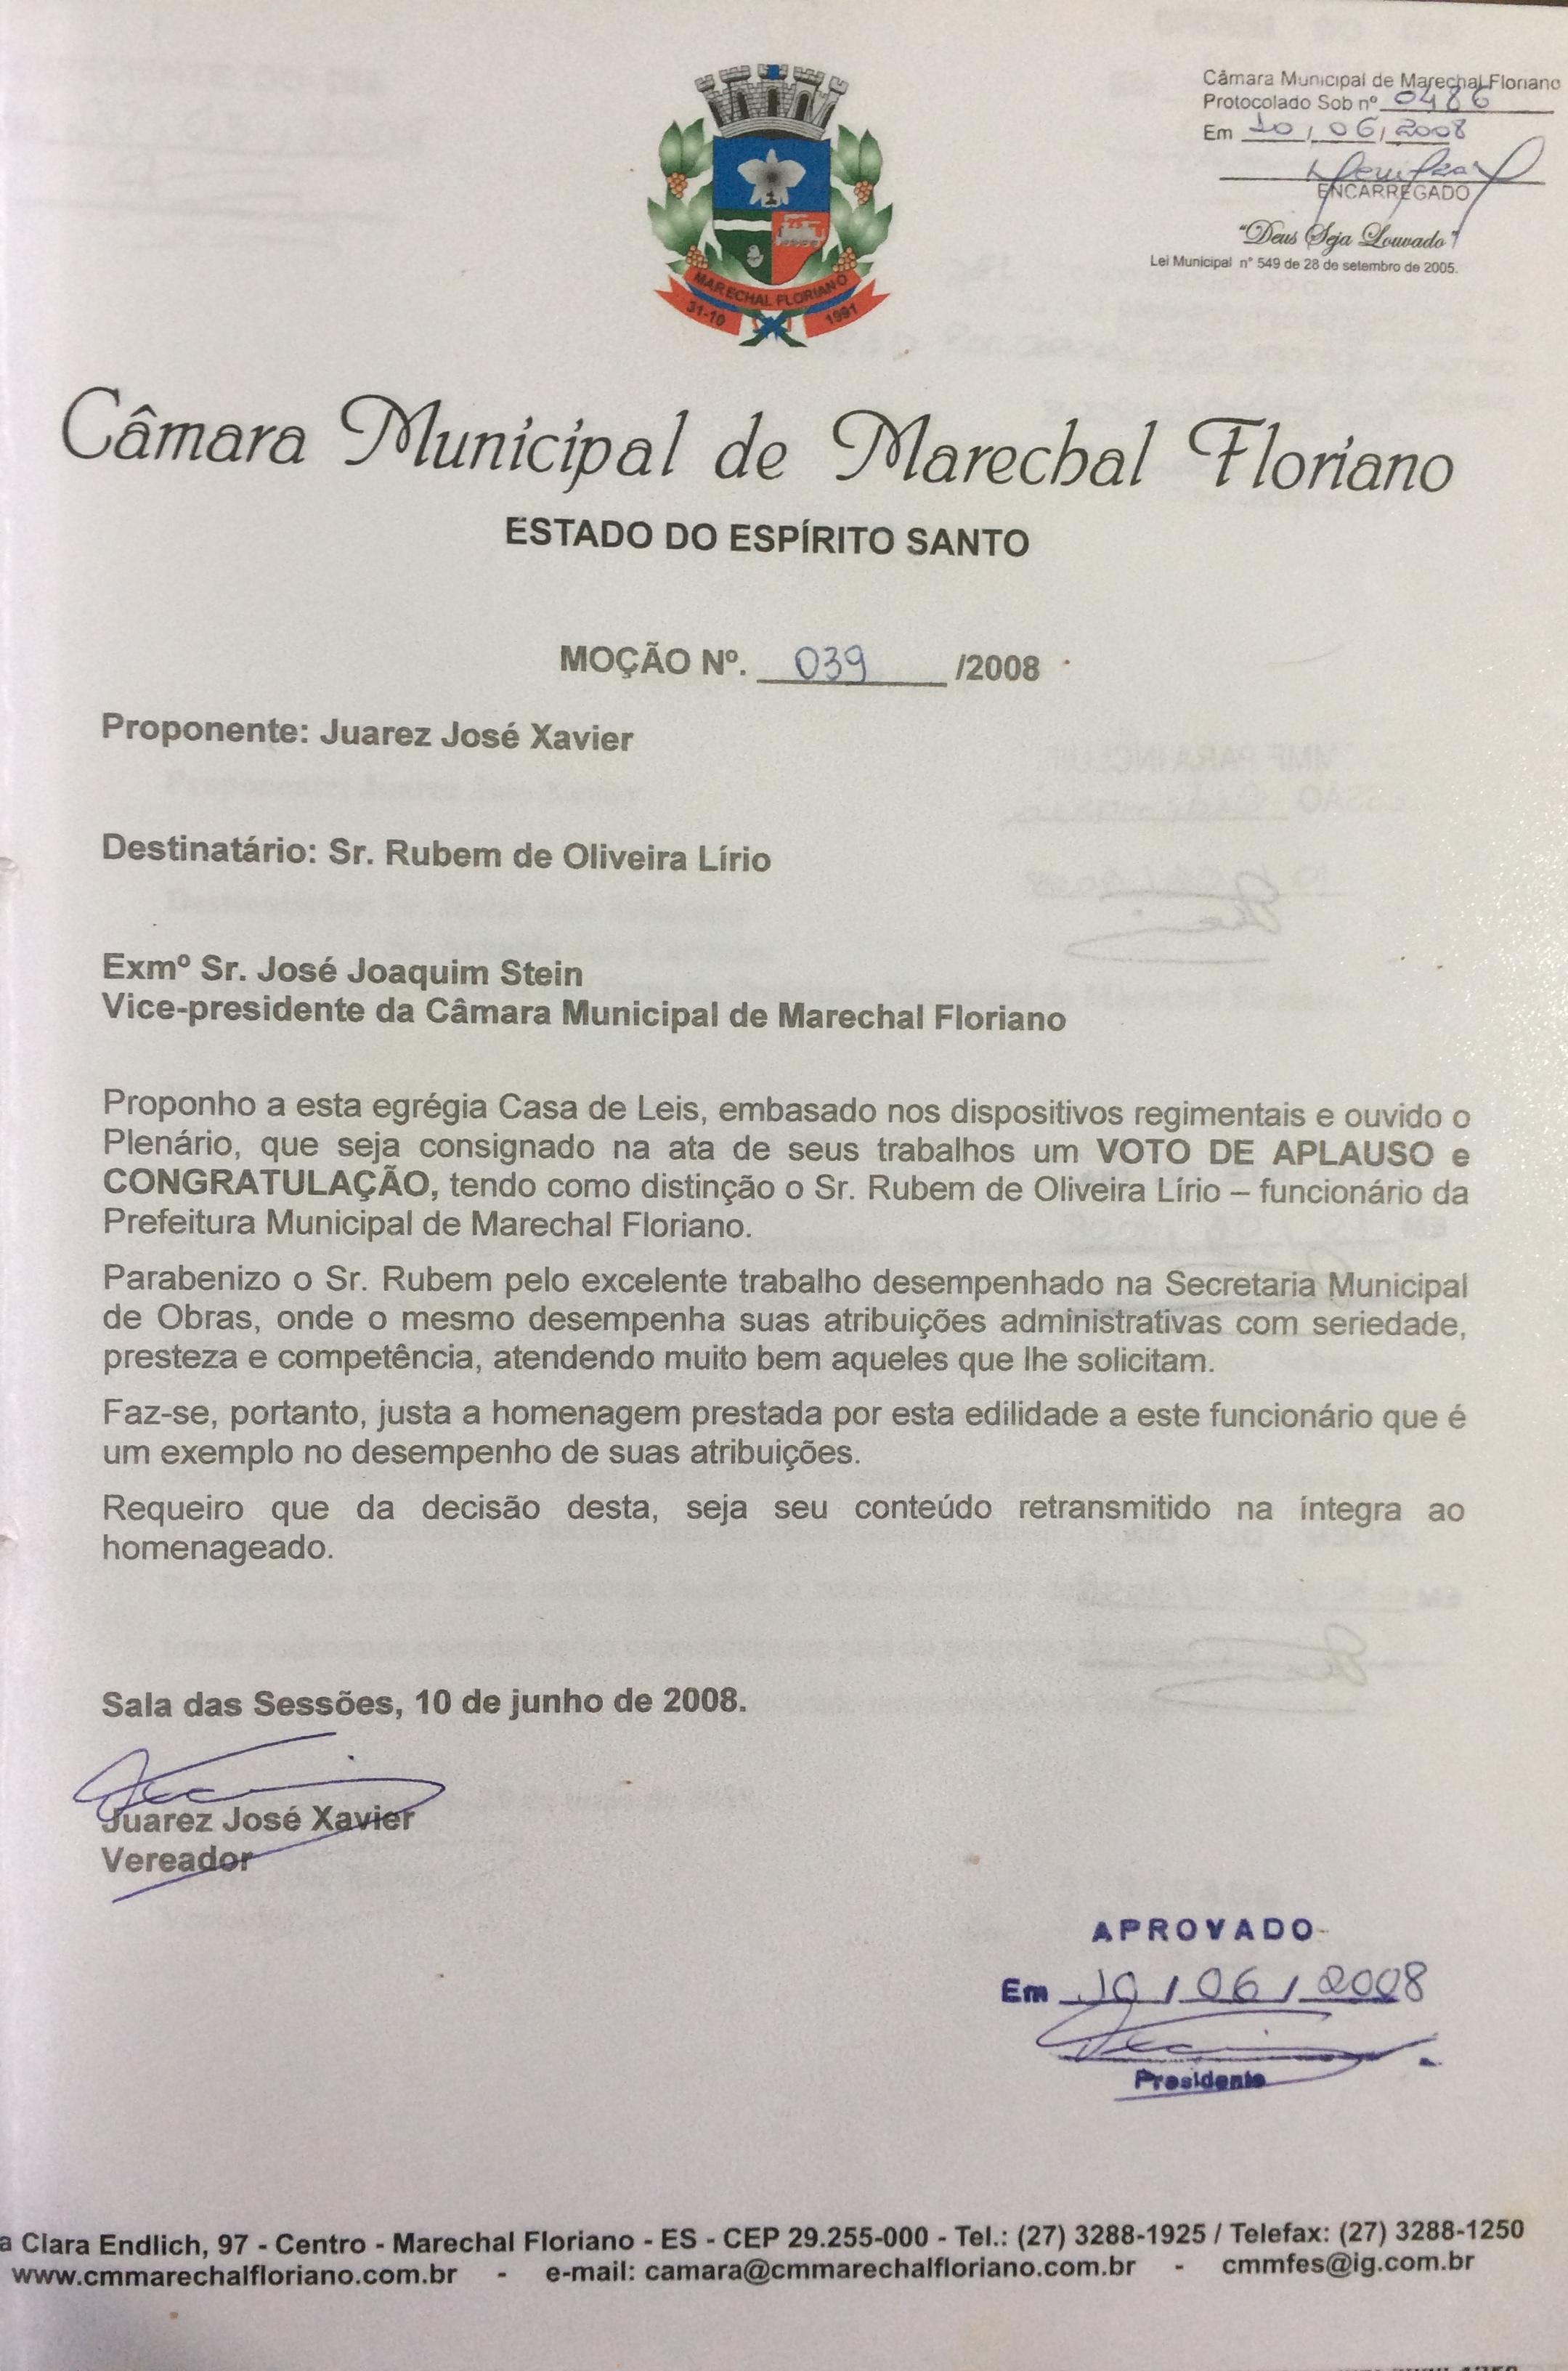 Câmara Municipal de Marechal Floriano
Protocolado Sob nº 0486
Em 10/06/2008
ENCARREGADO
"Deus Seja Louvado"
Lei Municipal nº 549 de 28 de setembro de 2005.
MARECHAL FLORIANO
31-10 1991
Câmara Municipal de Marechal Floriano
ESTADO DO ESPÍRITO SANTO
MOÇÃO Nº. 039 /2008
Proponente: Juarez José Xavier
Destinatário: Sr. Rubem de Oliveira Lírio
Exmº Sr. José Joaquim Stein
Vice-presidente da Câmara Municipal de Marechal Floriano
Proponho a esta egrégia Casa de Leis, embasado nos dispositivos regimentais e ouvido o
Plenário, que seja consignado na ata de seus trabalhos um VOTO DE APLAUSO e
CONGRATULAÇÃO, tendo como distinção o Sr. Rubem de Oliveira Lírio – funcionário da
Prefeitura Municipal de Marechal Floriano.
Parabenizo o Sr. Rubem pelo excelente trabalho desempenhado na Secretaria Municipal
de Obras, onde o mesmo desempenha suas atribuições administrativas com seriedade,
presteza e competência, atendendo muito bem aqueles que lhe solicitam.
Faz-se, portanto, justa a homenagem prestada por esta edilidade a este funcionário que é
um exemplo no desempenho de suas atribuições.
Requeiro que da decisão desta, seja seu conteúdo retransmitido na íntegra ao
homenageado.
Sala das Sessões, 10 de junho de 2008.
Juarez José Xavier
Vereador
APROVADO
Em 10/06/2008
Presidente
a Clara Endlich, 97 - Centro - Marechal Floriano - ES - CEP 29.255-000 - Tel.: (27) 3288-1925 / Telefax: (27) 3288-1250
www.cmmarechalfloriano.com.br - e-mail: camara@cmmarechalfloriano.com.br - cmmfes@ig.com.br